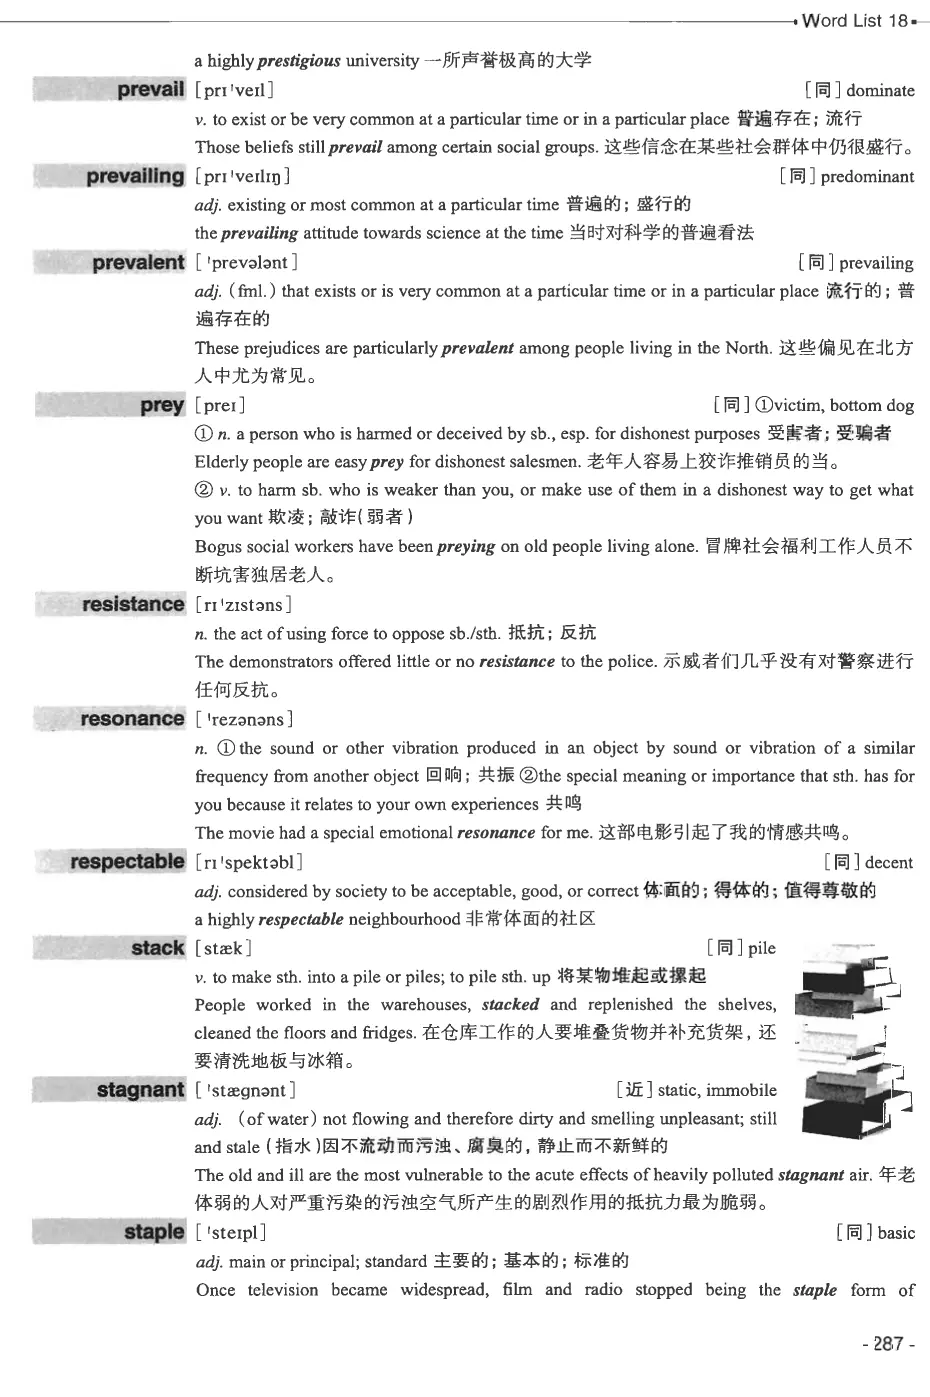 Word List 18
a highly prestigious university 一所声誉极高的大学
prevail [prɪˈveɪl] [同] dominate
v. to exist or be very common at a particular time or in a particular place 普遍存在；流行
Those beliefs still prevail among certain social groups. 这些信念在某些社会群体中仍很盛行。
prevailing [prɪˈveɪlɪŋ] [同] predominant
adj. existing or most common at a particular time 普遍的；盛行的
the prevailing attitude towards science at the time 当时对科学的普遍看法
prevalent [ˈprevələnt] [同] prevailing
adj. (fml.) that exists or is very common at a particular time or in a particular place 流行的；普
遍存在的
These prejudices are particularly prevalent among people living in the North. 这些偏见在北方
人中尤为常见。
prey [preɪ] [同] ①victim, bottom dog
① n. a person who is harmed or deceived by sb., esp. for dishonest purposes 受害者；受骗者
Elderly people are easy prey for dishonest salesmen. 老年人容易上狡诈推销员的当。
② v. to harm sb. who is weaker than you, or make use of them in a dishonest way to get what
you want 欺凌；敲诈(弱者)
Bogus social workers have been preying on old people living alone. 冒牌社会福利工作人员不
断坑害独居老人。
resistance [rɪˈzɪstəns]
n. the act of using force to oppose sb./sth. 抵抗；反抗
The demonstrators offered little or no resistance to the police. 示威者们几乎没有对警察进行
任何反抗。
resonance [ˈrezənəns]
n. ①the sound or other vibration produced in an object by sound or vibration of a similar
frequency from another object 回响；共振 ②the special meaning or importance that sth. has for
you because it relates to your own experiences 共鸣
The movie had a special emotional resonance for me. 这部电影引起了我的情感共鸣。
respectable [rɪˈspektəbl] [同] decent
adj. considered by society to be acceptable, good, or correct 体面的；得体的；值得尊敬的
a highly respectable neighbourhood 非常体面的社区
stack [stæk] [同] pile
v. to make sth. into a pile or piles; to pile sth. up 将某物堆起或摞起
People worked in the warehouses, stacked and replenished the shelves,
cleaned the floors and fridges. 在仓库工作的人要堆叠货物并补充货架，还
要清洗地板与冰箱。
stagnant [ˈstægnənt] [近] static, immobile
adj. (of water) not flowing and therefore dirty and smelling unpleasant; still
and stale (指水)因不流动而污浊、腐臭的，静止而不新鲜的
The old and ill are the most vulnerable to the acute effects of heavily polluted stagnant air. 年老
体弱的人对严重污染的污浊空气所产生的剧烈作用的抵抗力最为脆弱。
staple [ˈsteɪpl] [同] basic
adj. main or principal; standard 主要的；基本的；标准的
Once television became widespread, film and radio stopped being the staple form of
- 287 -